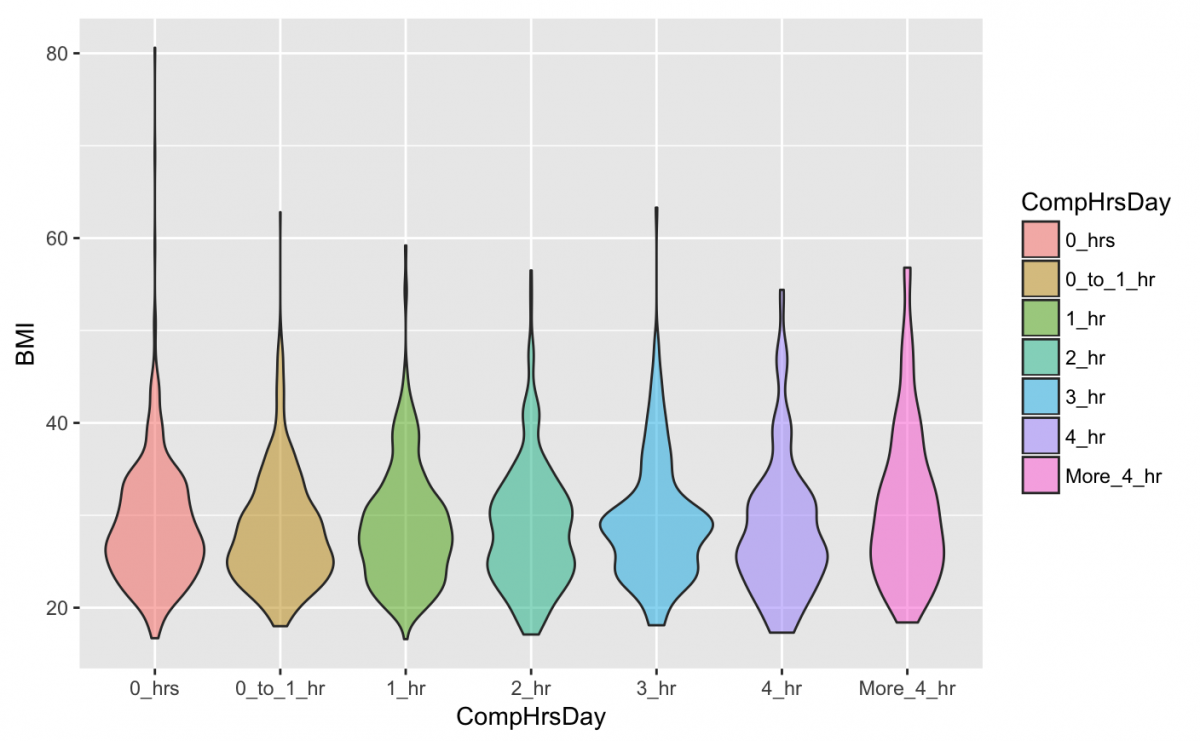 80
60
40
20
BMI
0_hrs
0_to_1_hr
1_hr
2_hr
3_hr
4_hr
More_4_hr
CompHrsDay
CompHrsDay
0_hrs
0_to_1_hr
1_hr
2_hr
3_hr
4_hr
More_4_hr